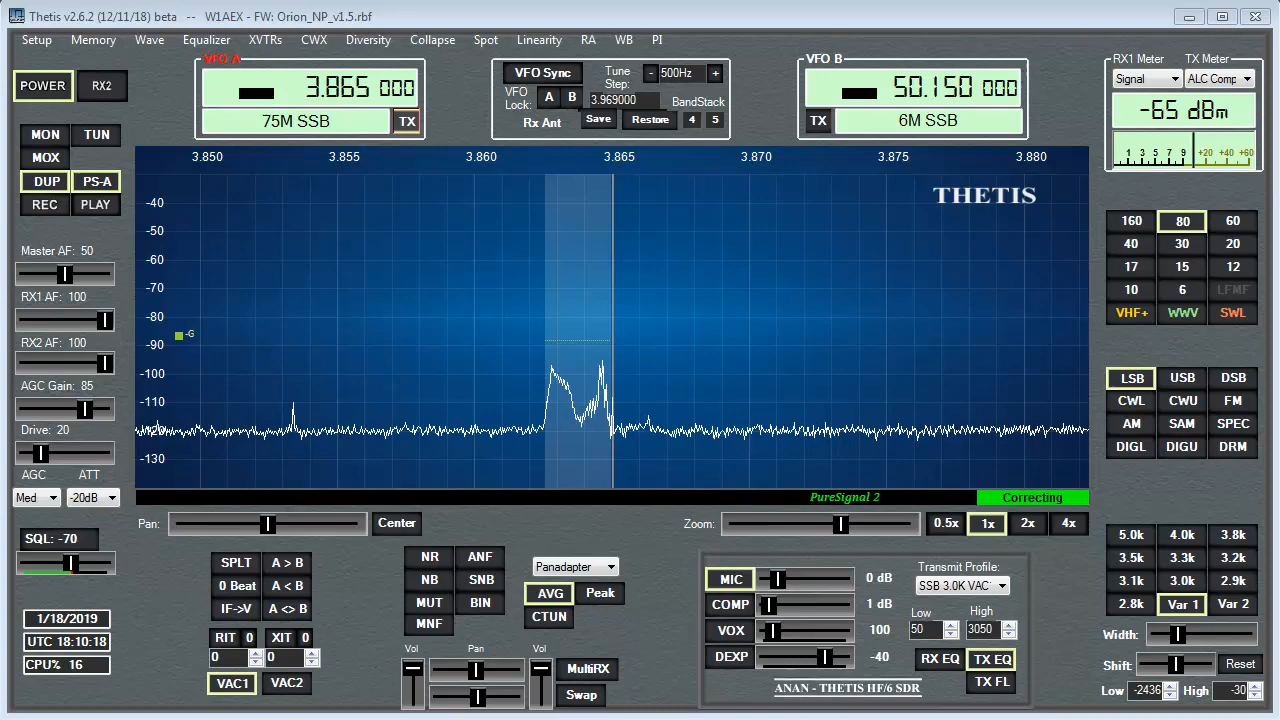 Thetis v2.6.2 (12/11/18) beta -- W1AEX - FW: Orion_NP_v1.5.rbf
Setup Memory Wave Equalizer XVTRs CWX Diversity Collapse Spot Linearity RA WB PI
POWER RX2
MON TUN
MOX
DUP PS-A
REC PLAY
Master AF: 50
RX1 AF: 100
RX2 AF: 100
AGC Gain: 85
Drive: 20
AGC ATT
Med -20dB
SQL: -70
1/18/2019
UTC 18:10:18
CPU% 16
VFO A
3.865 000
75M SSB TX
VFO Sync
Tune Step: - 500Hz +
VFO Lock: A B 3.969000 BandStack
Rx Ant Save Restore 4 5
VFO B
50.150 000
TX 6M SSB
RX1 Meter TX Meter
Signal ALC Comp
-65 dBm
1 3 5 7 9 +20 +40 +60
3.850 3.855 3.860 3.865 3.870 3.875 3.880
THETIS
-40
-50
-60
-70
-80
-G
-90
-100
-110
-120
-130
PureSignal 2 Correcting
Pan: Center Zoom: 0.5x 1x 2x 4x
160 80 60
40 30 20
17 15 12
10 6 LFMF
VHF+ WWV SWL
LSB USB DSB
CWL CWU FM
AM SAM SPEC
DIGL DIGU DRM
5.0k 4.0k 3.8k
3.5k 3.3k 3.2k
3.1k 3.0k 2.9k
2.8k Var 1 Var 2
Width:
Shift: Reset
Low -2436 High -30
SPLT A > B
0 Beat A < B
IF->V A <> B
RIT 0 XIT 0
0 0
VAC1 VAC2
NR ANF
NB SNB
MUT BIN
MNF
Panadapter
AVG Peak
CTUN
Vol Pan Vol
MultiRX
Swap
MIC 0 dB
COMP 1 dB
VOX 100
DEXP -40
ANAN - THETIS HF/6 SDR
Transmit Profile:
SSB 3.0K VAC
Low High
50 3050
RX EQ TX EQ
TX FL